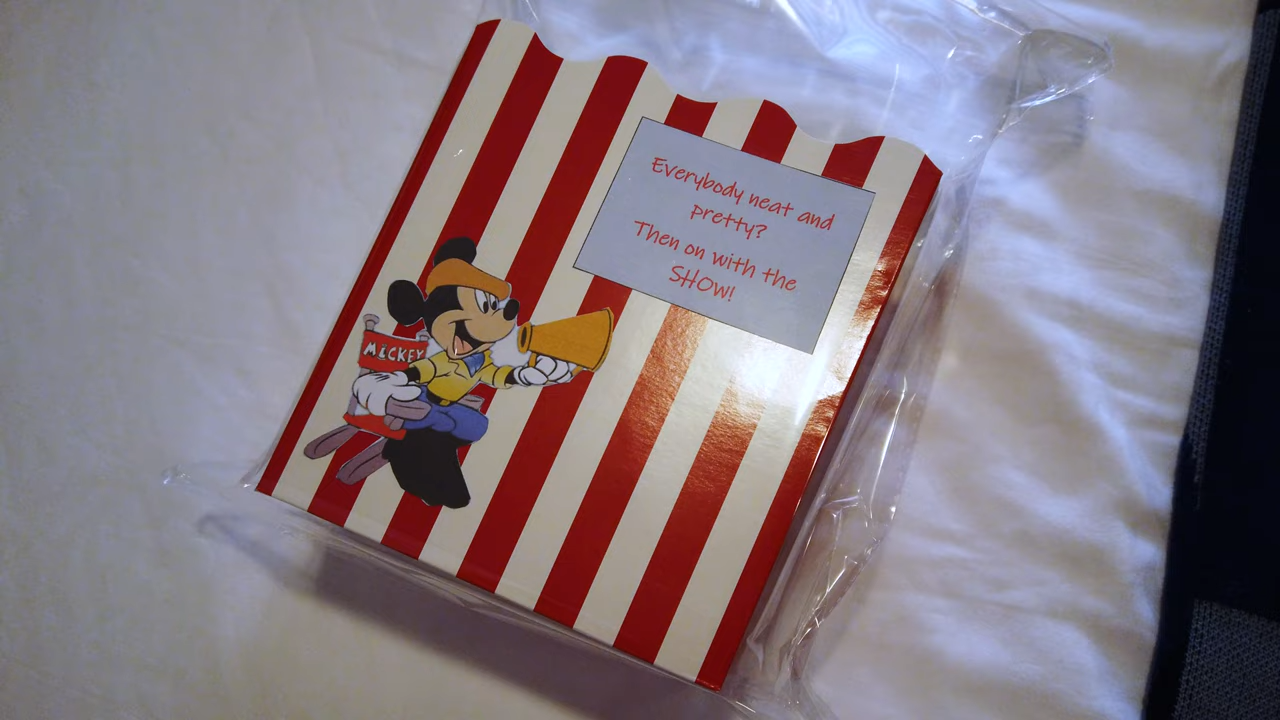 Everybody neat and
pretty?
Then on with the
SHOW!
MiCKEY